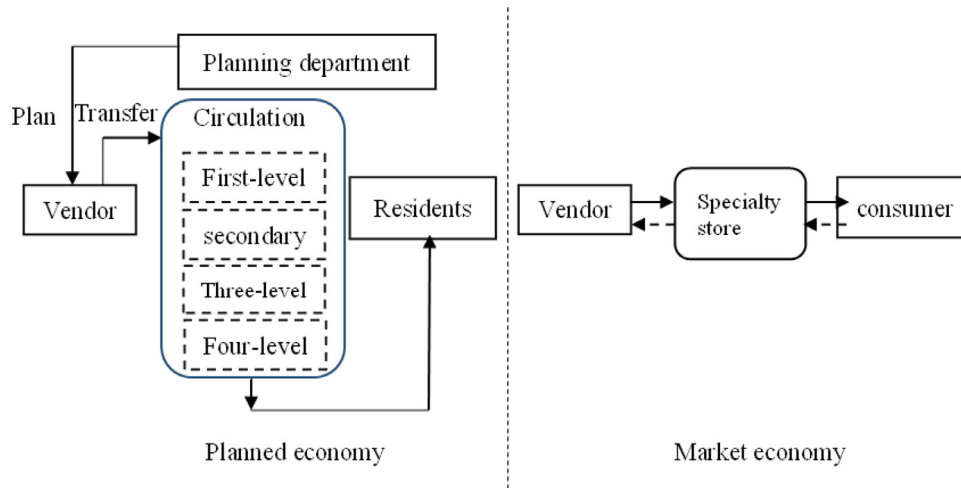 Planning department
Plan
Transfer
Circulation
First-level
Vendor
Residents
secondary
Three-level
Four-level
Planned economy
Vendor
Specialty
store
consumer
Market economy